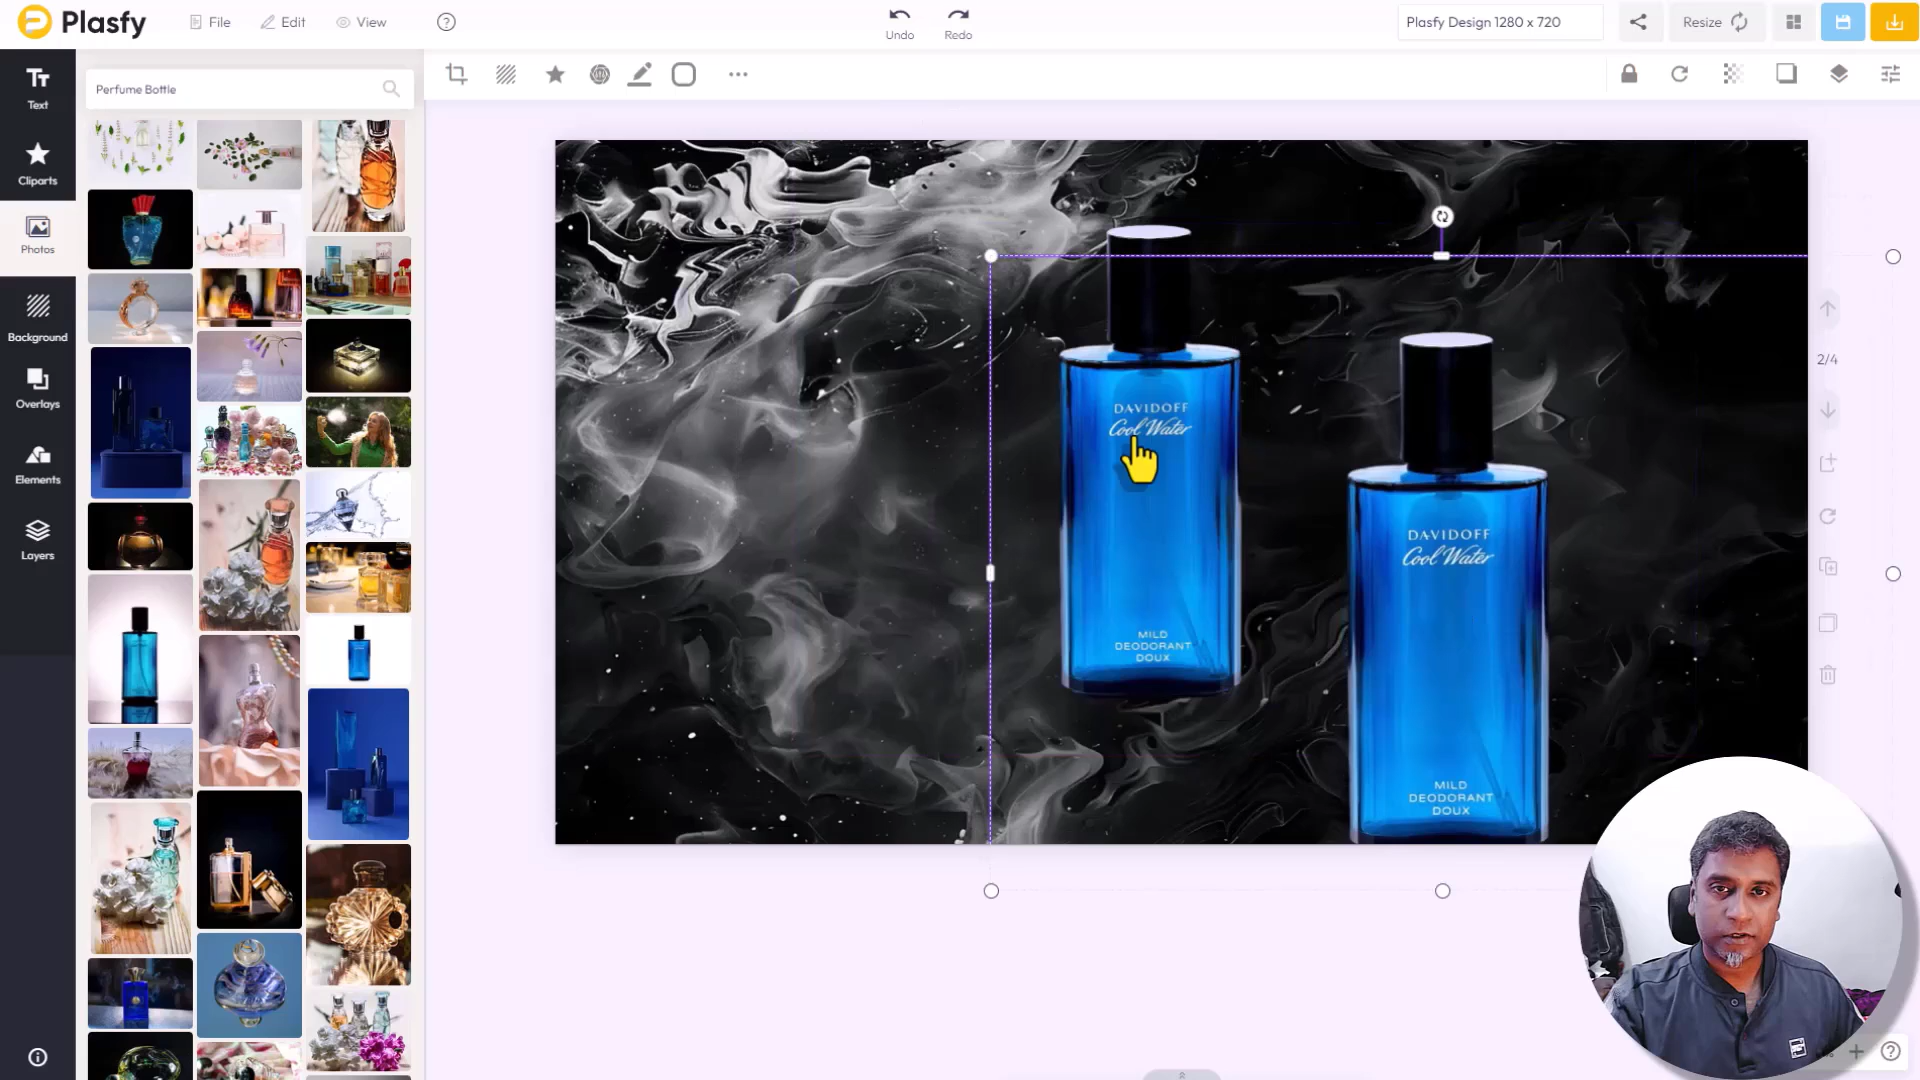 Plasfy
File
Edit
View
Undo
Redo
Plasfy Design 1280 x 720
Resize
Text
Cliparts
Photos
Background
Overlays
Elements
Layers
Perfume Bottle
2/4
DAVIDOFF
Cool Water
MILD
DEODORANT
DOUX
DAVIDOFF
Cool Water
MILD
DEODORANT
DOUX